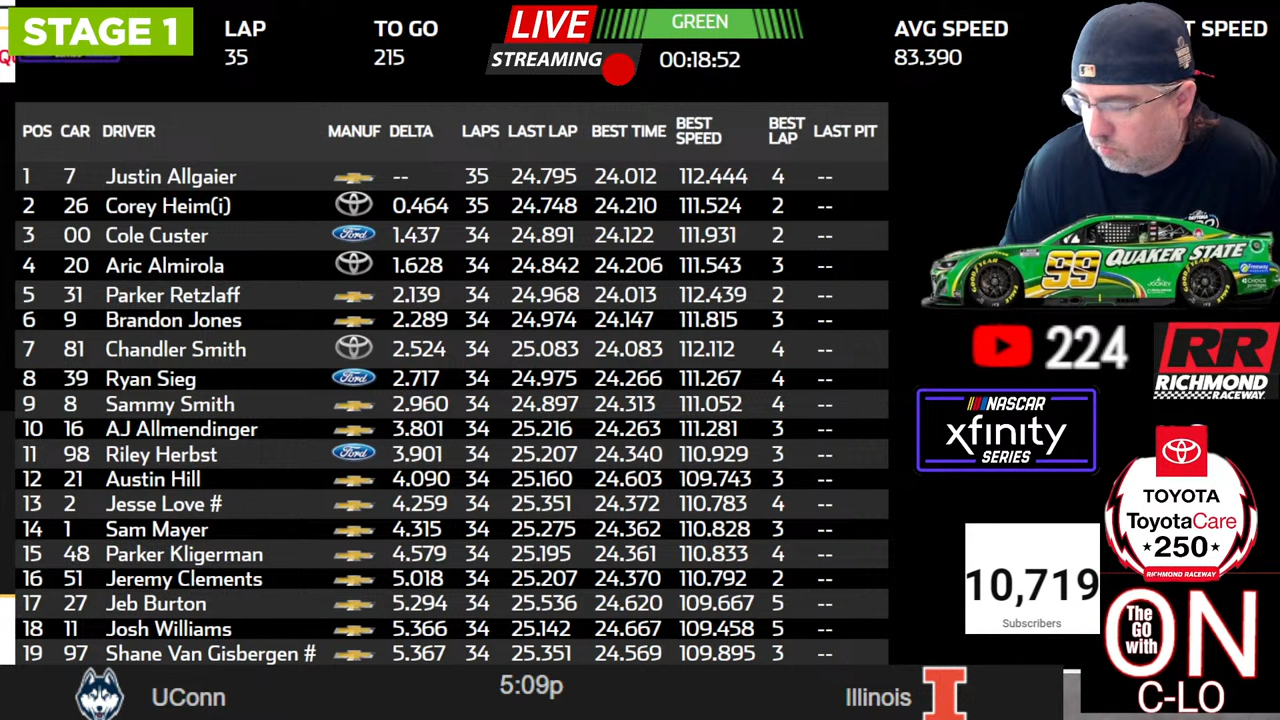 STAGE 1
LAP
35
TO GO
215
LIVE
STREAMING
GREEN
00:18:52
AVG SPEED
83.390
T SPEED
POS CAR DRIVER MANUF DELTA LAPS LAST LAP BEST TIME BEST SPEED BEST LAP LAST PIT
1 7 Justin Allgaier -- 35 24.795 24.012 112.444 4 --
2 26 Corey Heim(i) TOYOTA 0.464 35 24.748 24.210 111.524 2 --
3 00 Cole Custer Ford 1.437 34 24.891 24.122 111.931 2 --
4 20 Aric Almirola 1.628 34 24.842 24.206 111.543 3 --
5 31 Parker Retzlaff 2.139 34 24.968 24.013 112.439 2 --
6 9 Brandon Jones 2.289 34 24.974 24.147 111.815 3 --
7 81 Chandler Smith 2.524 34 25.083 24.083 112.112 4 --
8 39 Ryan Sieg Ford 2.717 34 24.975 24.266 111.267 4 --
9 8 Sammy Smith 2.960 34 24.897 24.313 111.052 4 --
10 16 AJ Allmendinger 3.801 34 25.216 24.263 111.281 3 --
11 98 Riley Herbst Ford 3.901 34 25.207 24.340 110.929 3 --
12 21 Austin Hill 4.090 34 25.160 24.603 109.743 3 --
13 2 Jesse Love # 4.259 34 25.351 24.372 110.783 4 --
14 1 Sam Mayer 4.315 34 25.275 24.362 110.828 3 --
15 48 Parker Kligerman 4.579 34 25.195 24.361 110.833 4 --
16 51 Jeremy Clements 5.018 34 25.207 24.370 110.792 2 --
17 27 Jeb Burton 5.294 34 25.536 24.620 109.667 5 --
18 11 Josh Williams 5.366 34 25.142 24.667 109.458 5 --
19 97 Shane Van Gisbergen # 5.367 34 25.351 24.569 109.895 3 --
99 QUAKER STATE
GOODYEAR
224
RR
RICHMOND
RACEWAY
NASCAR
xfinity
SERIES
TOYOTA
ToyotaCare
250
RICHMOND RACEWAY
10,719
Subscribers
The GO with
ON
C-LO
UConn
5:09p
Illinois